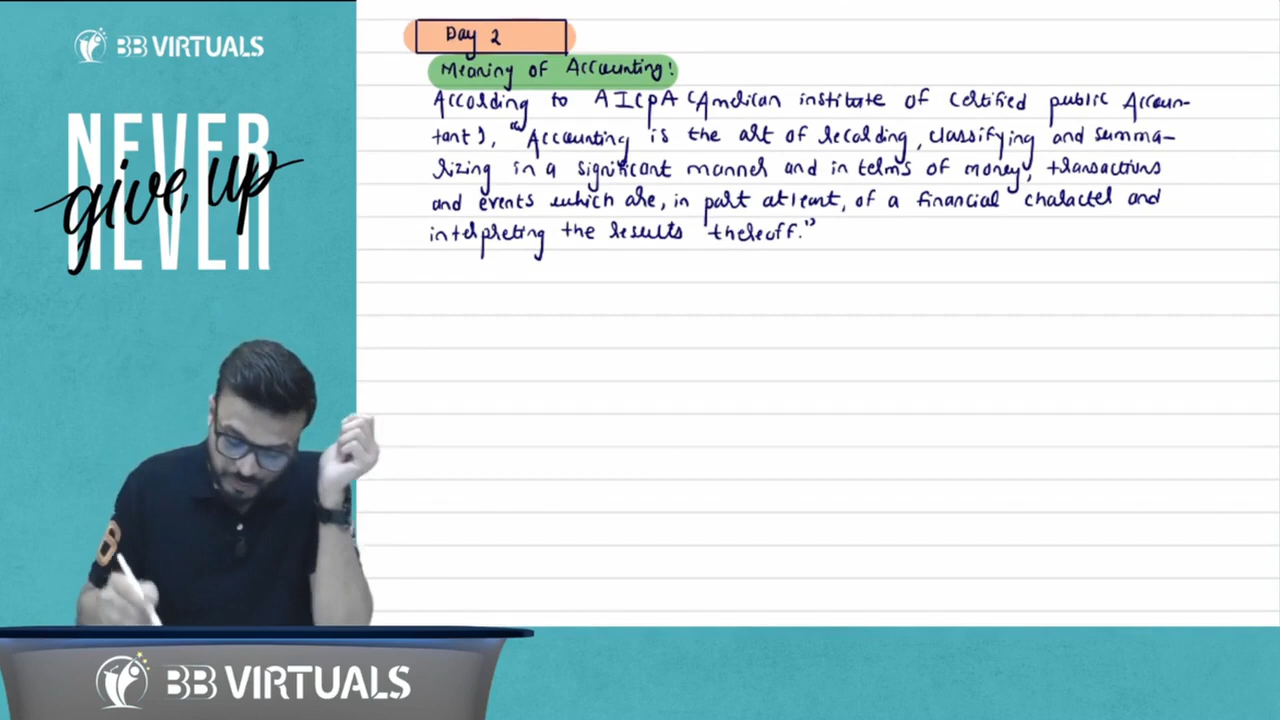 BB VIRTUALS
NEVER
give up
NEVER
Day 2
Meaning of Accounting:
According to AICPA (American institute of Certified public Accoun-
tant), "Accounting is the art of recording, classifying and summa-
rizing in a significant manner and in terms of money, transactions
and events which are, in part atleast, of a financial character and
interpreting the results thereoff."
6
BB VIRTUALS